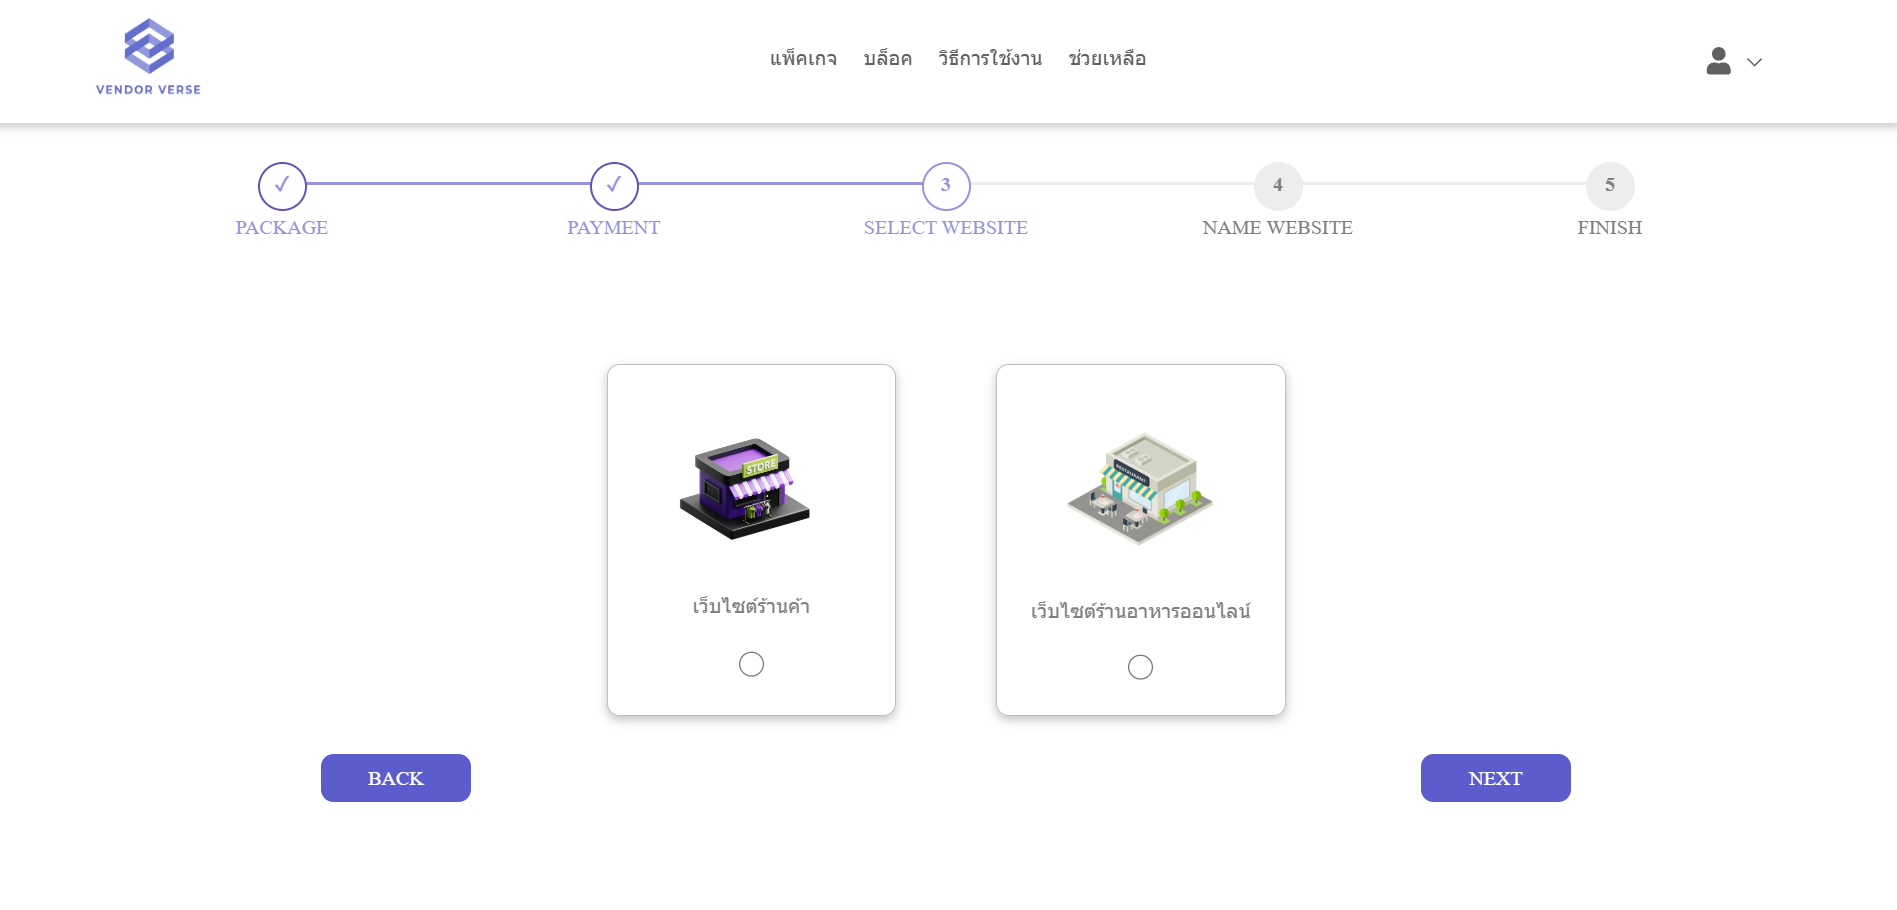 VENDOR VERSE
แพ็คเกจ บล็อค วิธีการใช้งาน ช่วยเหลือ
✓ ✓ 3 4 5
PACKAGE PAYMENT SELECT WEBSITE NAME WEBSITE FINISH
STORE
RESTAURANT
เว็บไซต์ร้านค้า
เว็บไซต์ร้านอาหารออนไลน์
BACK NEXT